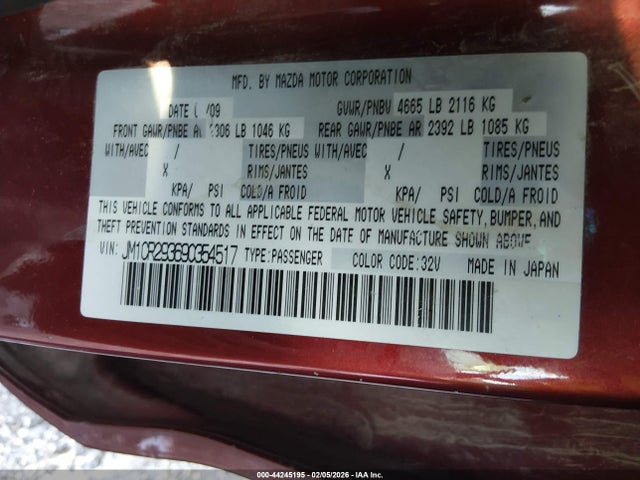 MFD. BY MAZDA MOTOR CORPORATION
DATE /09 GVWR/PNBV 4665 LB 2116 KG
FRONT GAWR/PNBE 306 LB 1046 KG REAR GAWR/PNBE AR 2392 LB 1085 KG
WITH/AVEC / TIRES/PNEUS WITH/AVEC / TIRES/PNEUS
X RIMS/JANTES X RIMS/JANTES
KPA/ PSI COLD/A FROID KPA/ PSI COLD/A FROID
THIS VEHICLE CONFORMS TO ALL APPLICABLE FEDERAL MOTOR VEHICLE SAFETY, BUMPER, AND
THEFT PREVENTION STANDARDS IN EFFECT ON THE DATE OF MANUFACTURE SHOWN ABOVE.
VIN: JM1CR293690354517 TYPE:PASSENGER COLOR CODE:32V MADE IN JAPAN
000-44245195 - 02/05/2026 - IAA Inc.